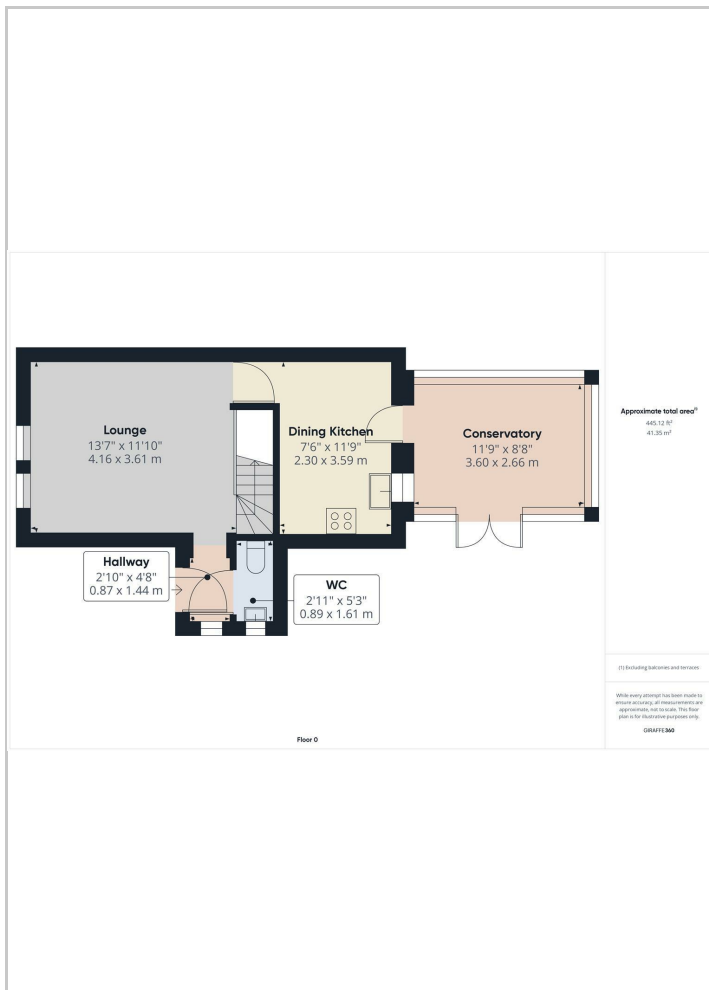 Lounge
13'7" x 11'10"
4.16 x 3.61 m
Dining Kitchen
7'6" x 11'9"
2.30 x 3.59 m
Conservatory
11'9" x 8'8"
3.60 x 2.66 m
Hallway
2'10" x 4'8"
0.87 x 1.44 m
WC
2'11" x 5'3"
0.89 x 1.61 m
Floor 0
Approximate total area⁽¹⁾
445.12 ft²
41.35 m²
(1) Excluding balconies and terraces
While every attempt has been made to
ensure accuracy, all measurements are
approximate, not to scale. This floor
plan is for illustrative purposes only.
GIRAFFE360